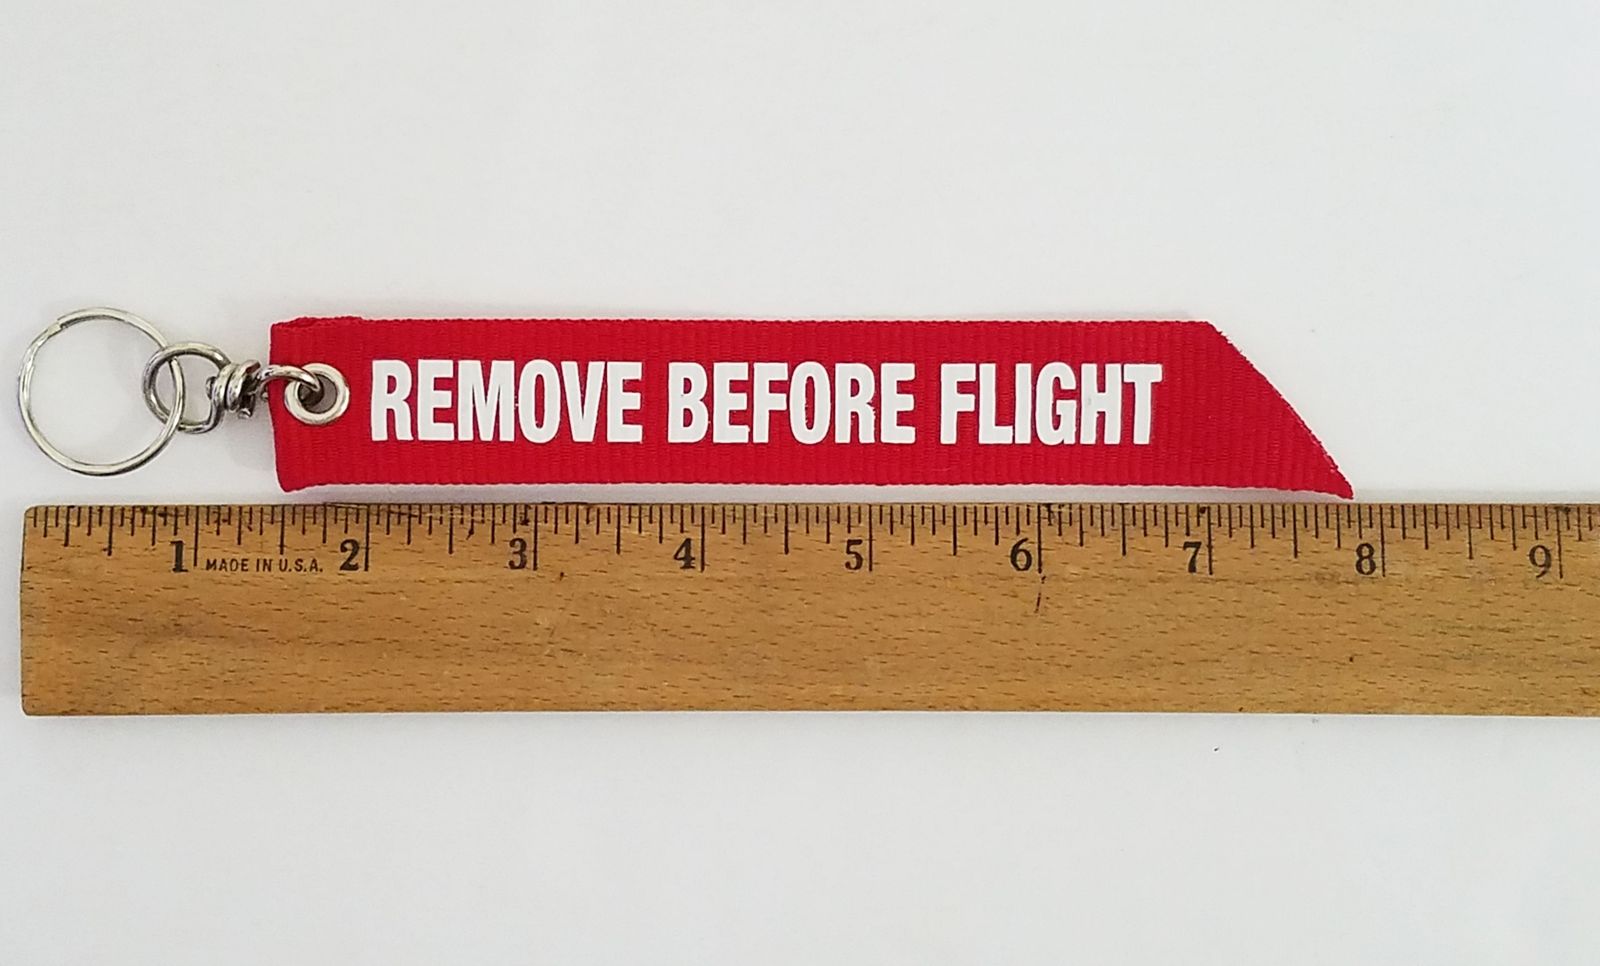 REMOVE BEFORE FLIGHT
1 2 3 4 5 6 7 8 9
MADE IN U.S.A.